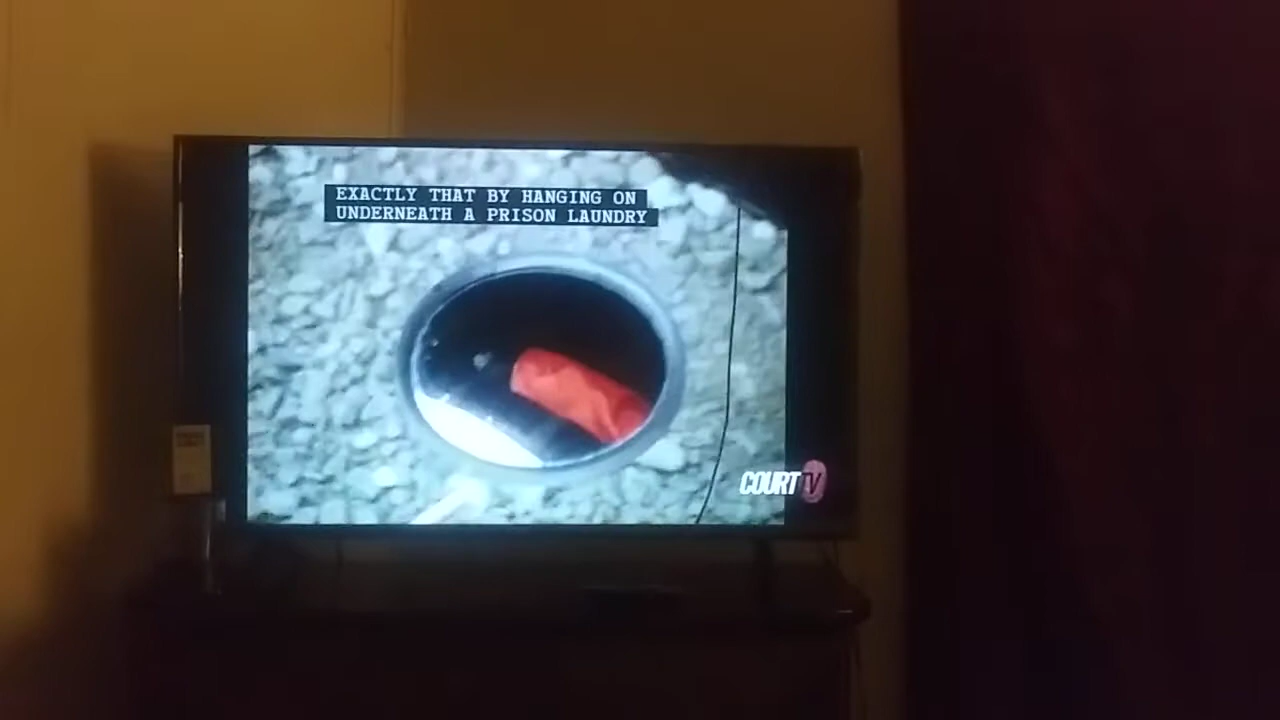 EXACTLY THAT BY HANGING ON
UNDERNEATH A PRISON LAUNDRY
COURT TV